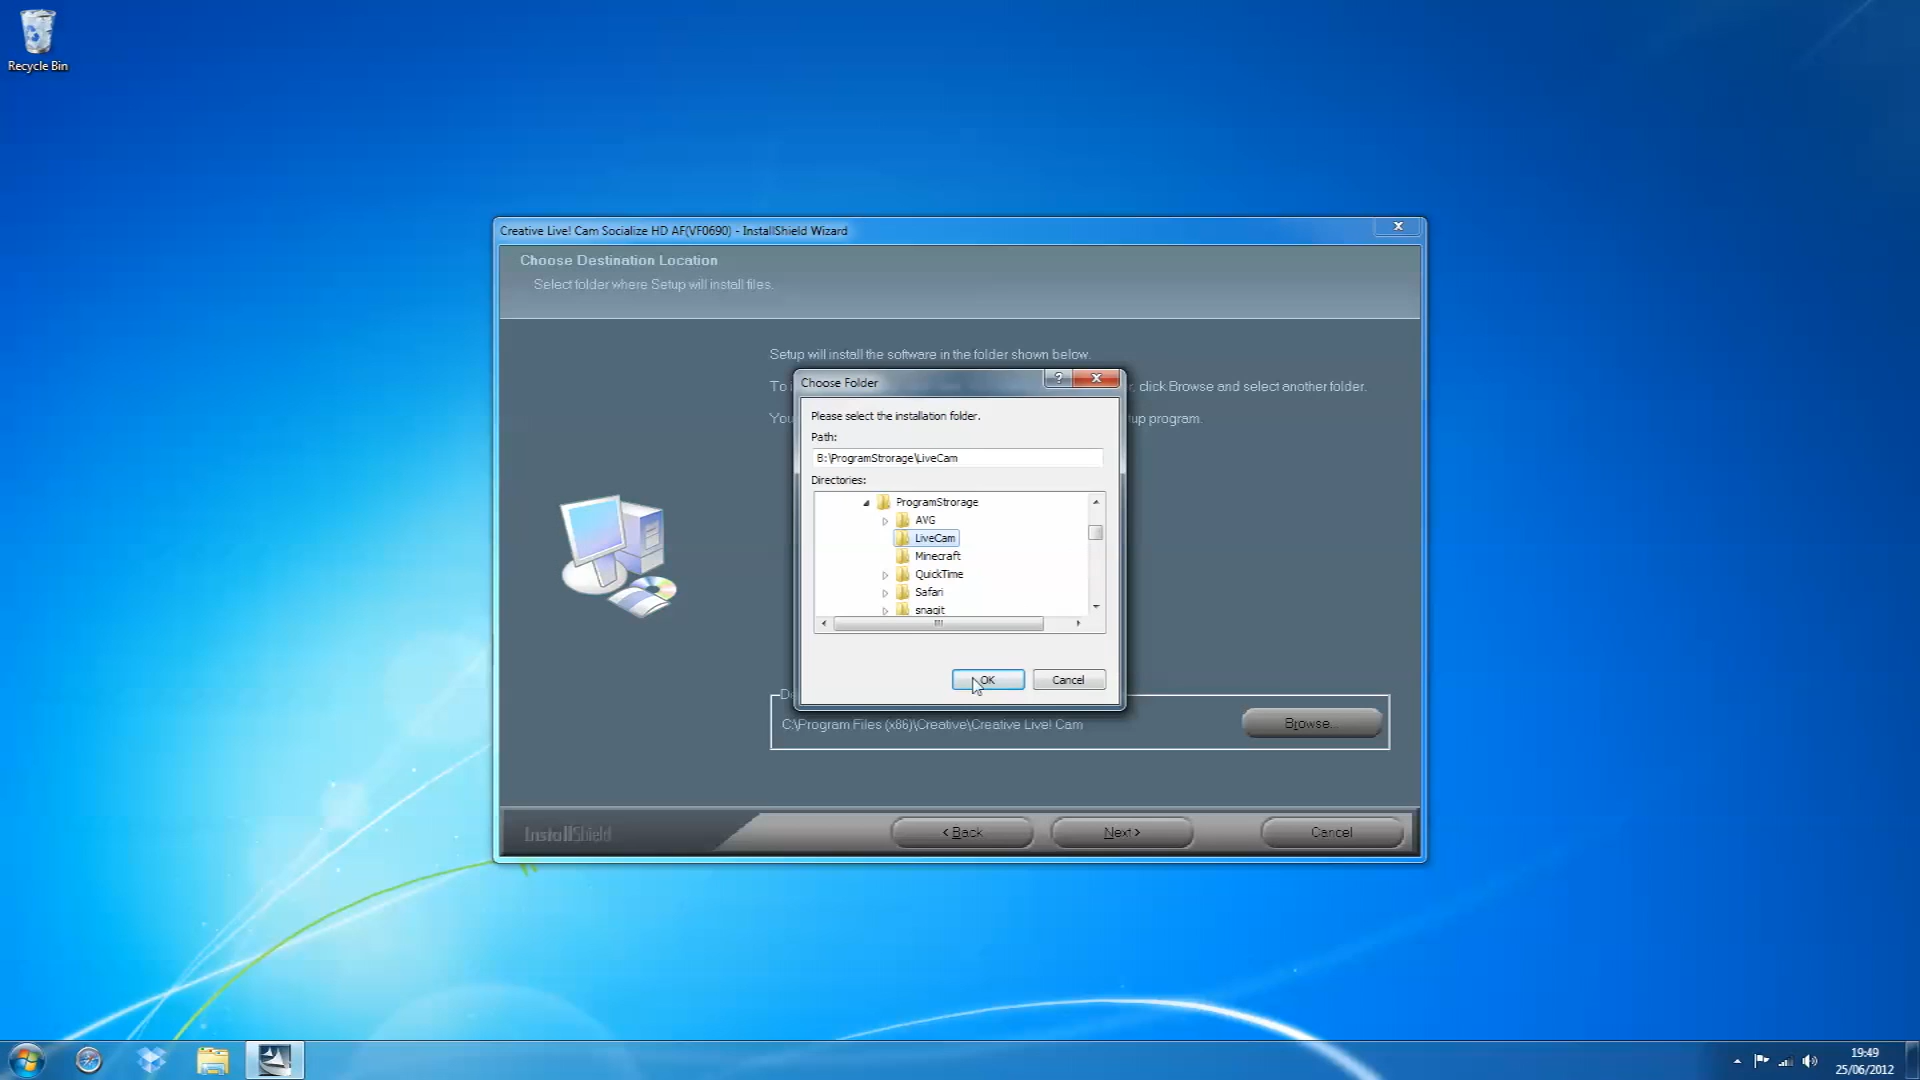 Recycle Bin
Creative Live! Cam Socialize HD AF(VF0690) - InstallShield Wizard
Choose Destination Location
Select folder where Setup will install files.
Setup will install the software in the folder shown below.
To i
, click Browse and select another folder.
You
up program.
Choose Folder
Please select the installation folder.
Path:
B:\ProgramStrorage\LiveCam
Directories:
ProgramStrorage
AVG
LiveCam
Minecraft
QuickTime
Safari
snagit
OK
Cancel
De
C:\Program Files (x86)\Creative\Creative Live! Cam
Browse...
InstallShield
< Back
Next >
Cancel
19:49
25/06/2012